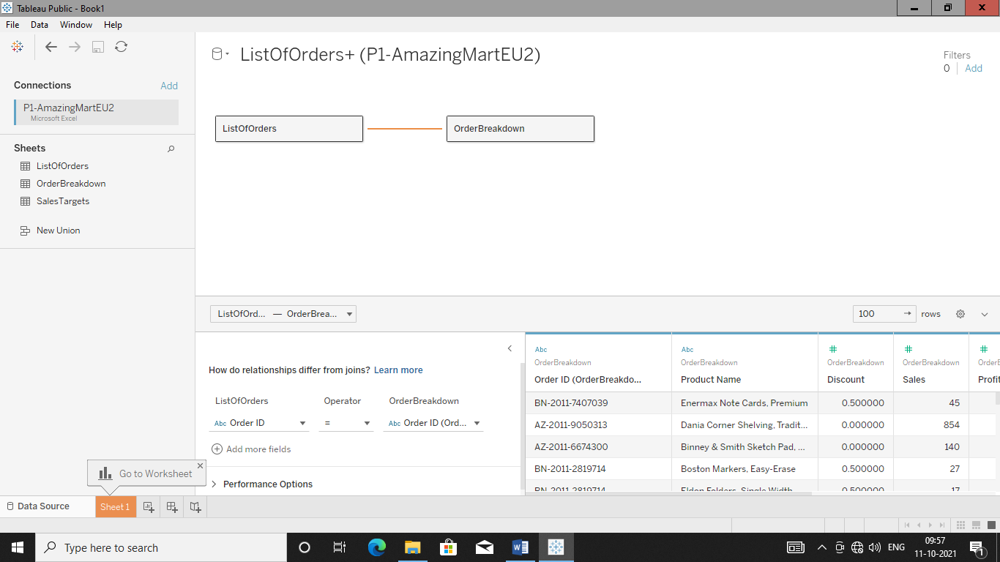 Tableau Public - Book1
File Data Window Help
ListOfOrders+ (P1-AmazingMartEU2)
Filters
0 Add
Connections Add
P1-AmazingMartEU2
Microsoft Excel
Sheets
ListOfOrders
OrderBreakdown
SalesTargets
New Union
ListOfOrders OrderBreakdown
ListOfOrd... — OrderBrea...
100 rows
How do relationships differ from joins? Learn more
ListOfOrders Operator OrderBreakdown
Abc Order ID = Abc Order ID (Ord...
Add more fields
Performance Options
Abc Abc # # #
OrderBreakdown OrderBreakdown OrderBreakdown OrderBreakdown OrderB
Order ID (OrderBreakdo... Product Name Discount Sales Profit
BN-2011-7407039 Enermax Note Cards, Premium 0.500000 45
AZ-2011-9050313 Dania Corner Shelving, Tradit... 0.000000 854
AZ-2011-6674300 Binney & Smith Sketch Pad, ... 0.000000 140
BN-2011-2819714 Boston Markers, Easy-Erase 0.500000 27
BN-2011-2819714 Eldon Folders, Single Width 0.500000 17
Go to Worksheet
Data Source Sheet 1
Type here to search
ENG
09:57
11-10-2021
1